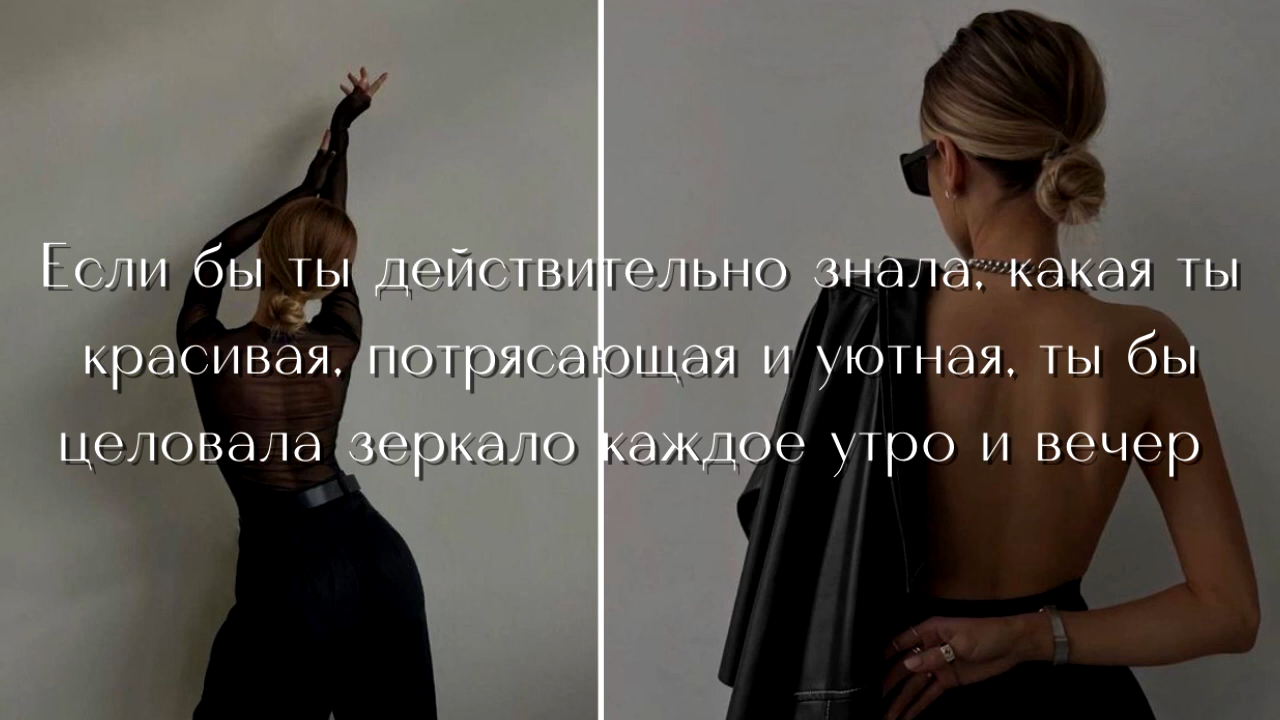 Если бы ты действительно знала, какая ты
красивая, потрясающая и уютная, ты бы
целовала зеркало каждое утро и вечер